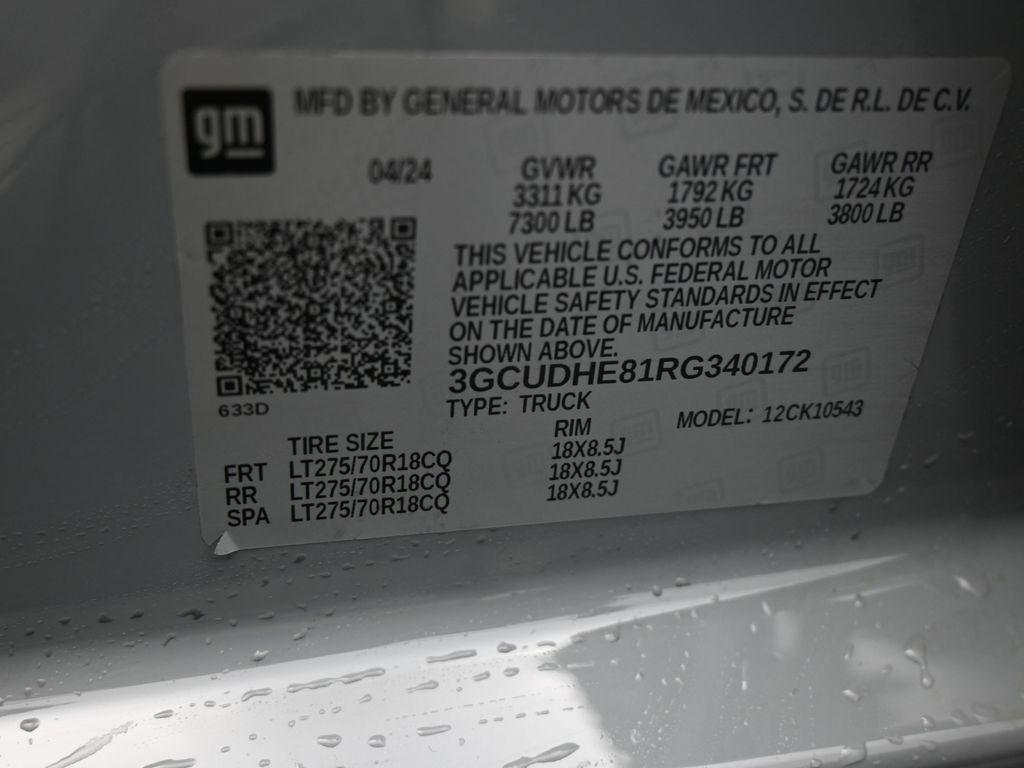 gm
MFD BY GENERAL MOTORS DE MEXICO, S. DE R.L. DE C.V.
04/24 GVWR GAWR FRT GAWR RR
3311 KG 1792 KG 1724 KG
7300 LB 3950 LB 3800 LB
THIS VEHICLE CONFORMS TO ALL
APPLICABLE U.S. FEDERAL MOTOR
VEHICLE SAFETY STANDARDS IN EFFECT
ON THE DATE OF MANUFACTURE
SHOWN ABOVE.
3GCUDHE81RG340172
633D
TYPE: TRUCK MODEL: 12CK10543
TIRE SIZE RIM
FRT LT275/70R18CQ 18X8.5J
RR LT275/70R18CQ 18X8.5J
SPA LT275/70R18CQ 18X8.5J